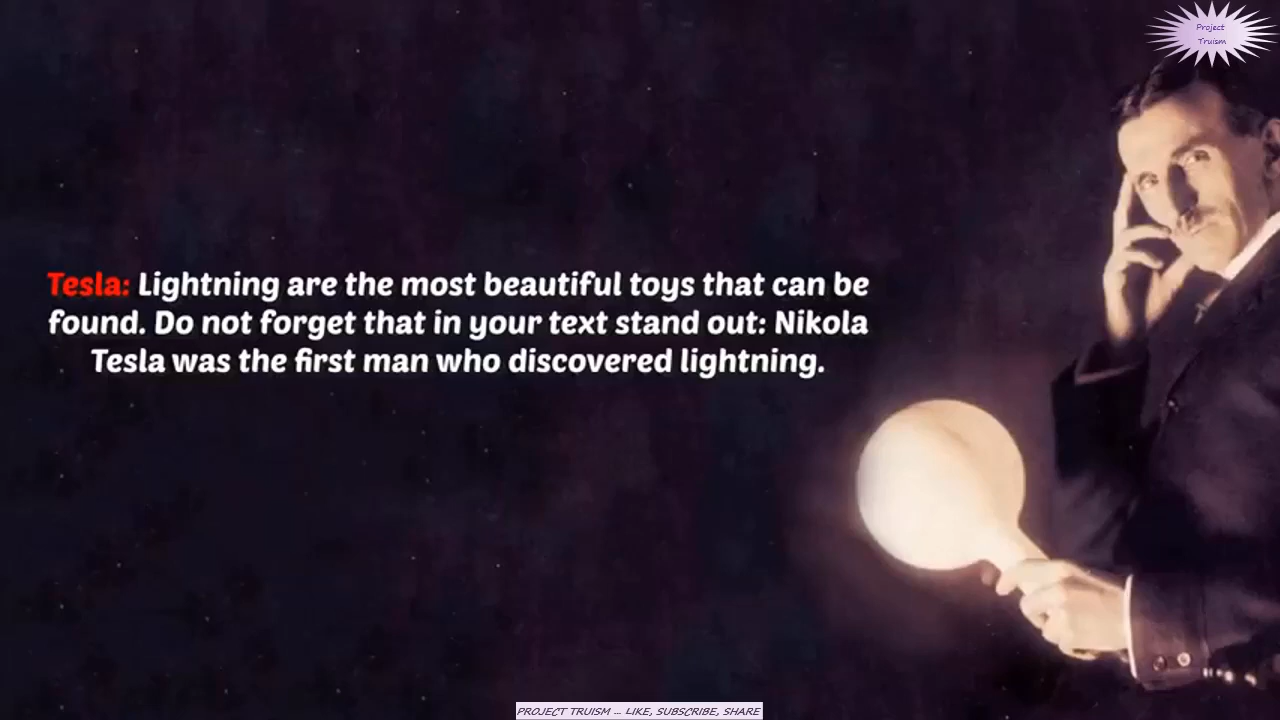 Project
Truism
Tesla: Lightning are the most beautiful toys that can be
found. Do not forget that in your text stand out: Nikola
Tesla was the first man who discovered lightning.
PROJECT TRUISM ... LIKE, SUBSCRIBE, SHARE